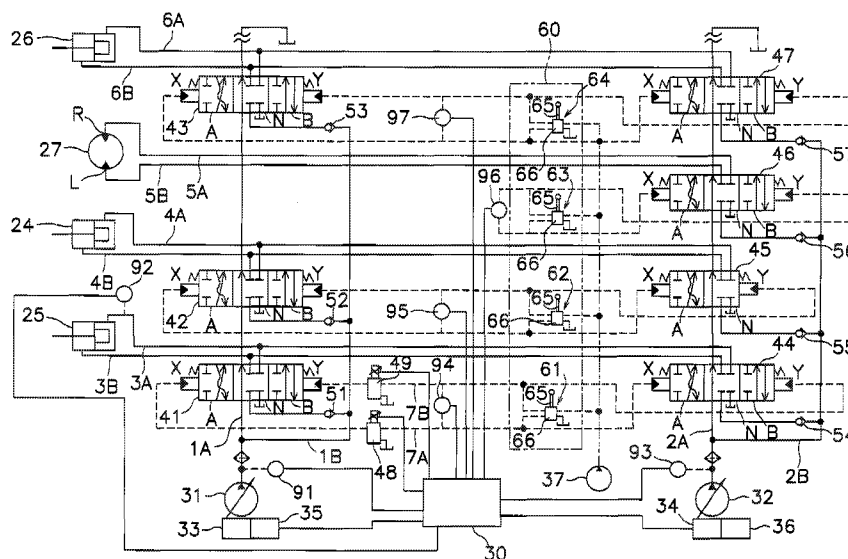 6A
26
6B
60
47
X
Y
64
X
Y
43
A
N
B
53
97
65
66
A
N
B
57
R
27
L
5A
5B
63
46
X
Y
96
65
66
A
N
B
56
24
4A
4B
92
45
X
Y
62
X
Y
42
A
N
52
95
65
66
A
N
55
25
3A
3B
44
X
Y
49
94
61
X
Y
41
A
N
B
51
7B
65
66
A
N
B
54
1A
1B
48
7A
2A
2B
37
93
31
91
32
33
35
30
34
36